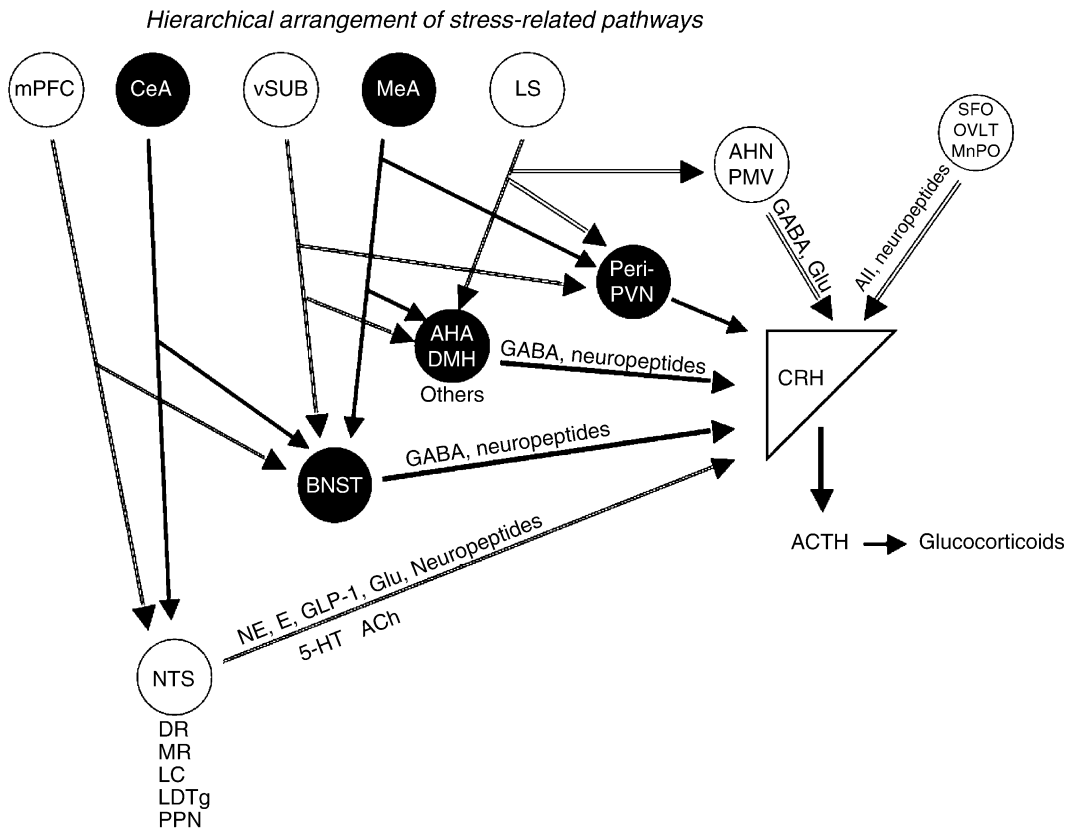 Hierarchical arrangement of stress-related pathways
mPFC
CeA
vSUB
MeA
LS
SFO
OVLT
MnPO
AHN
PMV
GABA, Glu
AII, neuropeptides
Peri-
PVN
AHA
DMH
Others
GABA, neuropeptides
CRH
BNST
GABA, neuropeptides
ACTH
Glucocorticoids
NE, E, GLP-1, Glu, Neuropeptides
5-HT ACh
NTS
DR
MR
LC
LDTg
PPN